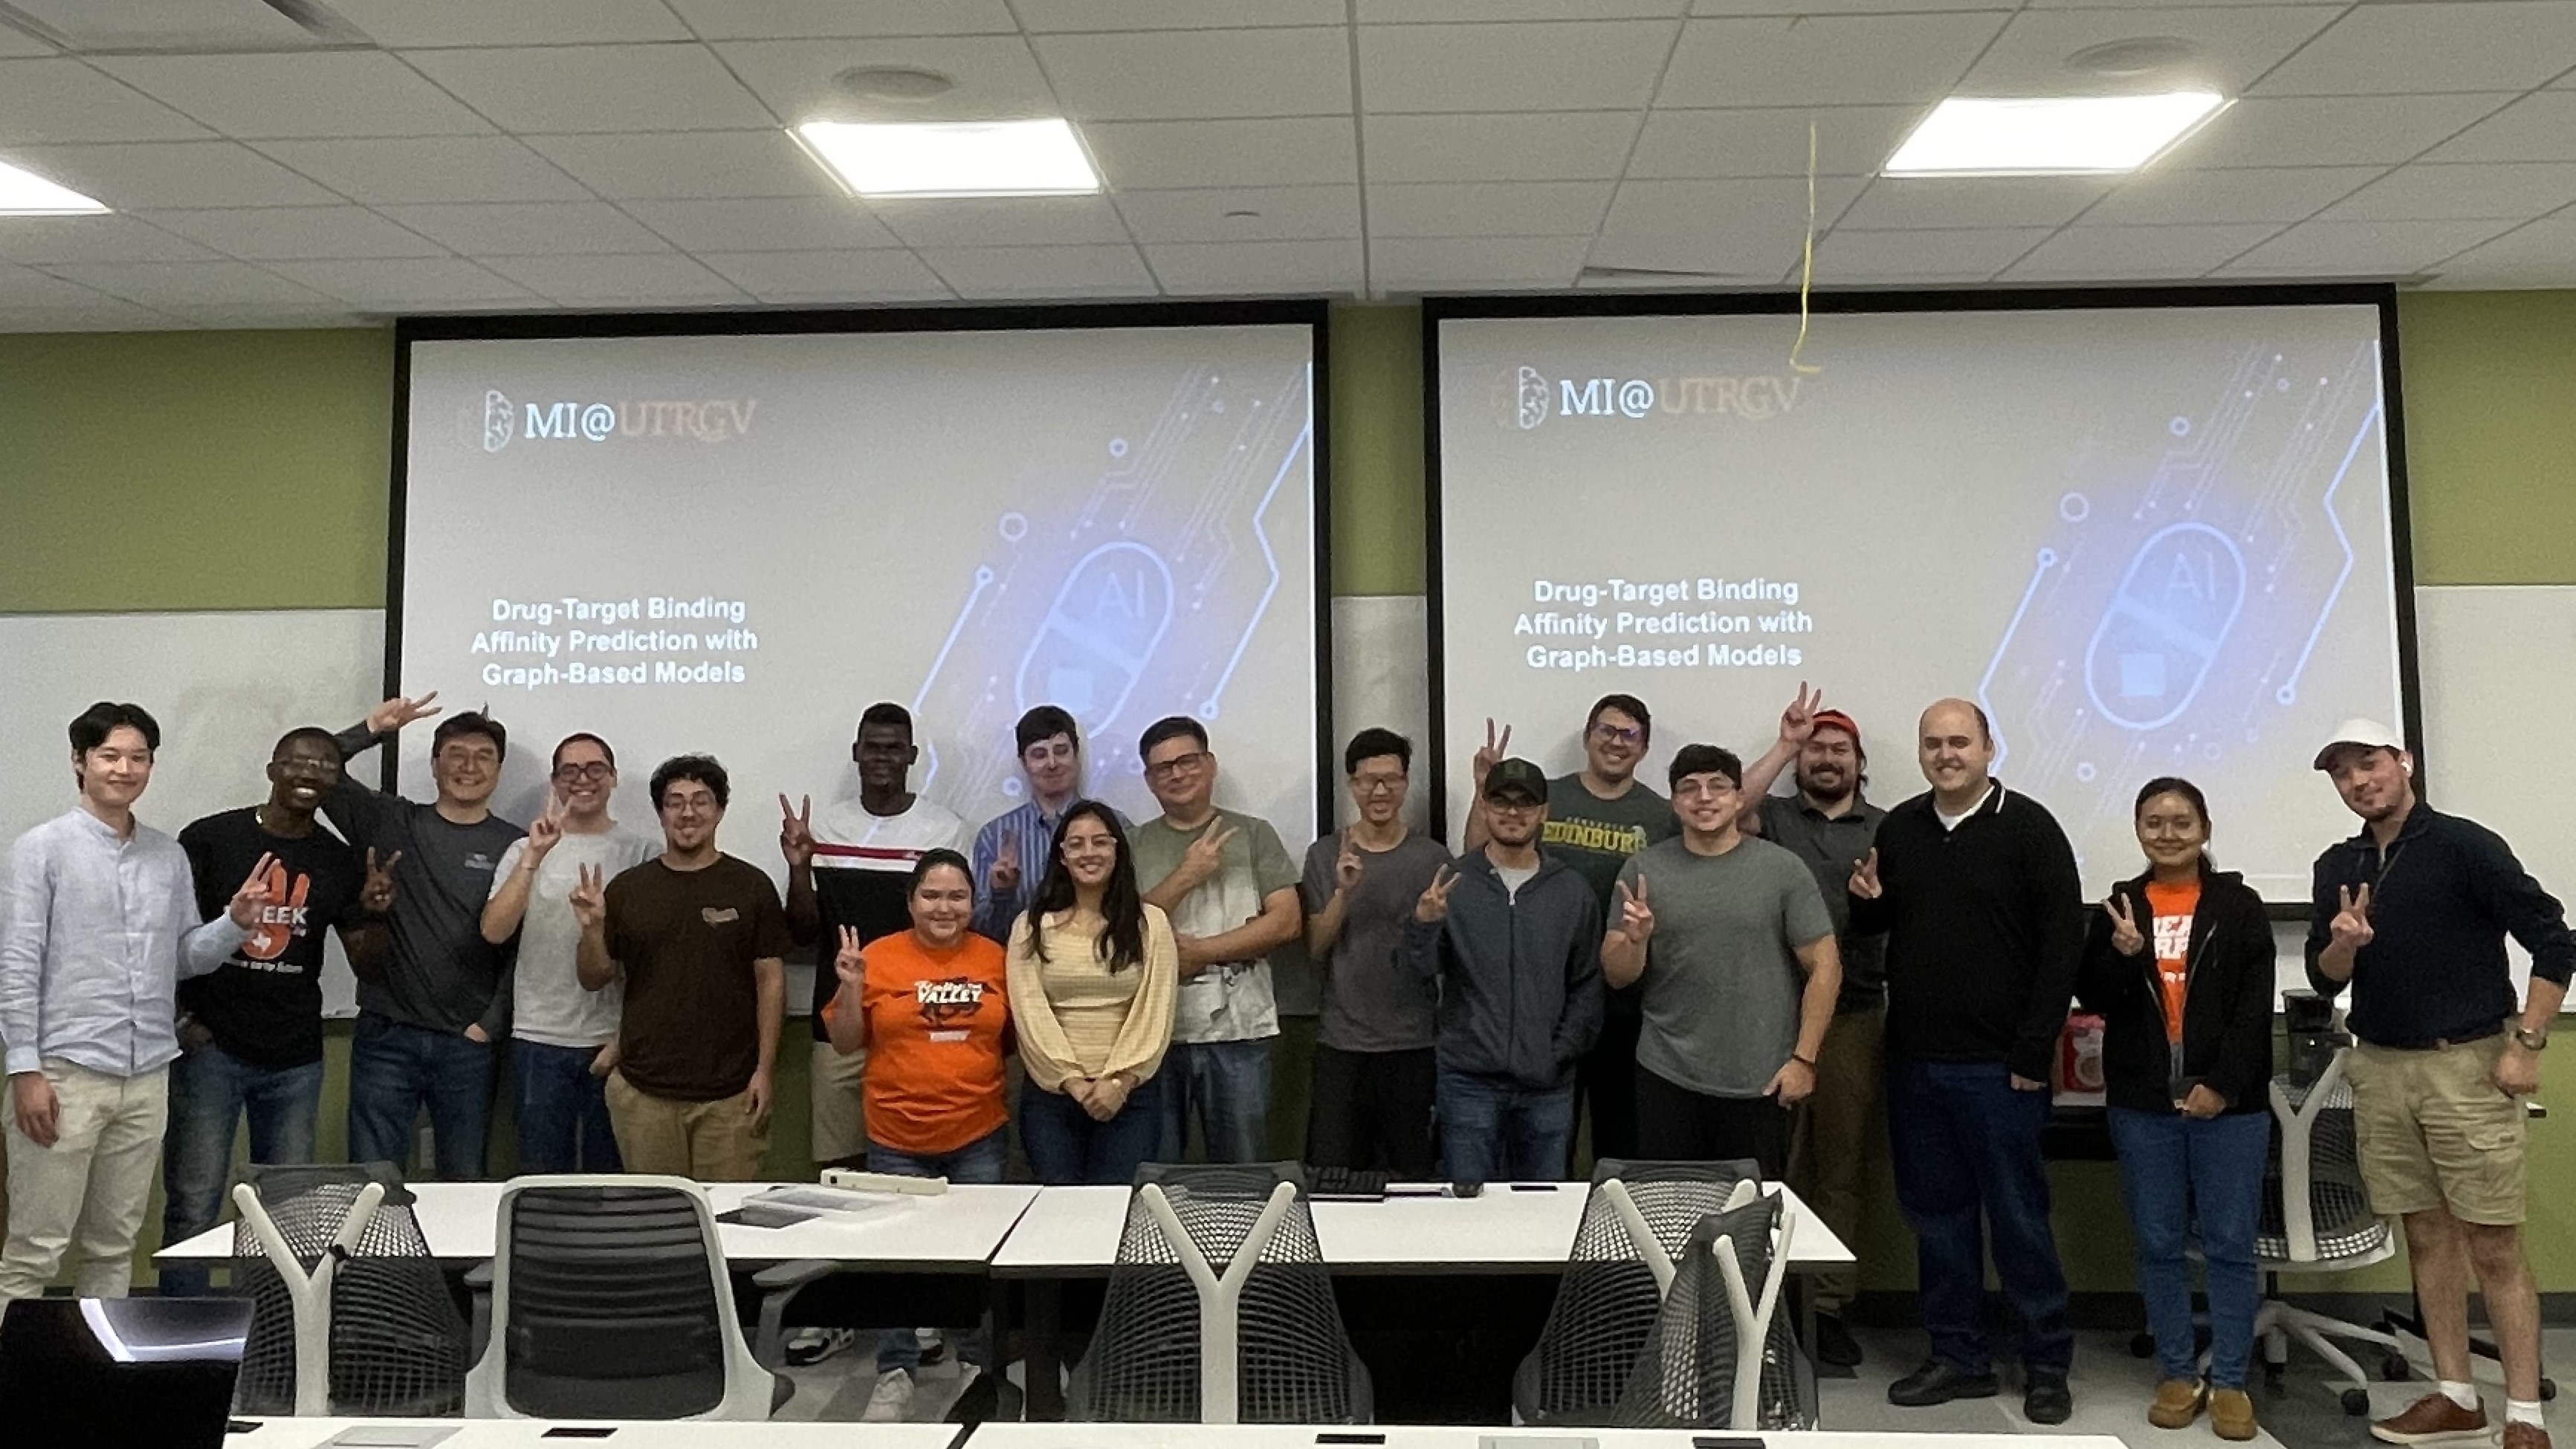 MI@UTRGV
AI
Drug-Target Binding
Affinity Prediction with
Graph-Based Models
MI@UTRGV
AI
Drug-Target Binding
Affinity Prediction with
Graph-Based Models
VALLEY